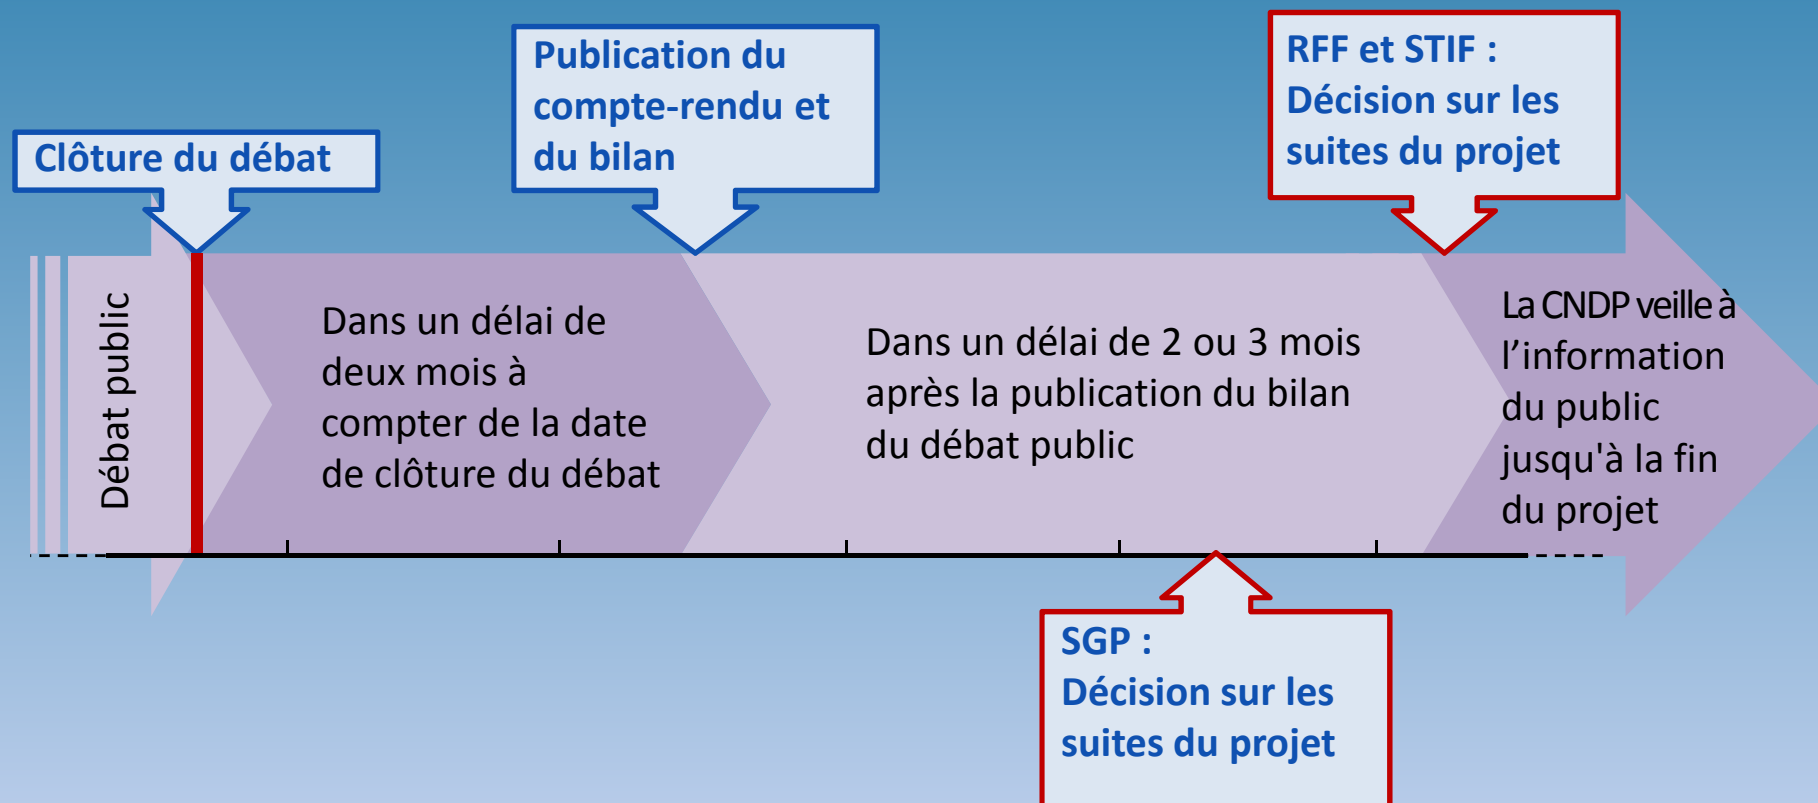 Clôture du débat
Publication du
compte-rendu et
du bilan
RFF et STIF :
Décision sur les
suites du projet
Débat public
Dans un délai de
deux mois à
compter de la date
de clôture du débat
Dans un délai de 2 ou 3 mois
après la publication du bilan
du débat public
La CNDP veille à
l’information
du public
jusqu'à la fin
du projet
SGP :
Décision sur les
suites du projet